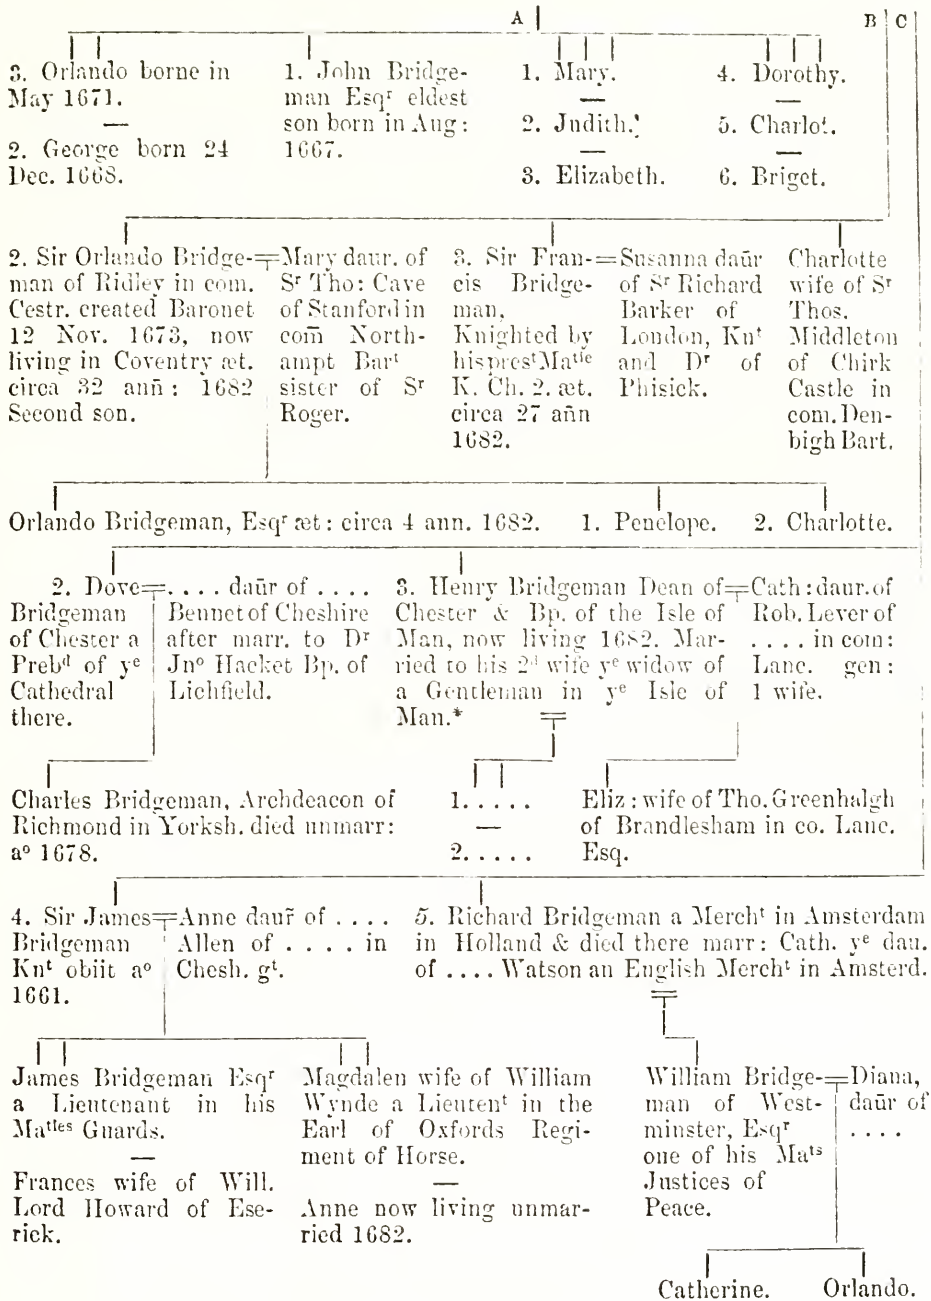 A B C
3. Orlando borne in
May 1671.
—
2. George born 24
Dec. 1668.
1. John Bridge-
man Esqʳ eldest
son born in Aug:
1667.
1. Mary.
—
2. Judith.
—
3. Elizabeth.
4. Dorothy.
—
5. Charlot.
—
6. Briget.
2. Sir Orlando Bridge-
man of Ridley in com.
Cestr. created Baronet
12 Nov. 1673, now
living in Coventry æt.
circa 32 anñ: 1682
Second son.
Mary daur. of
Sʳ Tho: Cave
of Stanford in
com̄ North-
ampt Barᵗ
sister of Sʳ
Roger.
3. Sir Fran-
cis Bridge-
man,
Knighted by
his presᵗ Maᵗⁱᵉ
K. Ch. 2. æt.
circa 27 añn
1682.
Susanna daūr
of Sʳ Richard
Barker of
London, Knᵗ
and Dʳ of
Phisick.
Charlotte
wife of Sʳ
Thos.
Middleton
of Chirk
Castle in
com. Den-
bigh Bart.
Orlando Bridgeman, Esqʳ æt: circa 4 ann. 1682.
1. Penelope.
2. Charlotte.
2. Dove
Bridgeman
of Chester a
Prebᵈ of yᵉ
Cathedral
there.
. . . . daūr of . . . .
Bennet of Cheshire
after marr. to Dʳ
Jnᵒ Hacket Bp. of
Lichfield.
3. Henry Bridgeman Dean of
Chester & Bp. of the Isle of
Man, now living 1682. Mar-
ried to his 2ᵈ wife yᵉ widow of
a Gentleman in yᵉ Isle of
Man.*
Cath: daur. of
Rob. Lever of
. . . . in com:
Lanc. gen:
1 wife.
Charles Bridgeman, Archdeacon of
Richmond in Yorksh. died unmarr:
aᵒ 1678.
1. . . . .
—
2. . . . .
Eliz: wife of Tho. Greenhalgh
of Brandlesham in co. Lanc.
Esq.
4. Sir James
Bridgeman
Knᵗ obiit aᵒ
1661.
Anne daur̃ of . . . .
Allen of . . . . in
Chesh. gᵗ.
5. Richard Bridgeman a Merchᵗ in Amsterdam
in Holland & died there marr: Cath. yᵉ dau.
of . . . . Watson an English Merchᵗ in Amsterd.
James Bridgeman Esqʳ
a Lieutenant in his
Maᵗˡᵉˢ Guards.
—
Frances wife of Will.
Lord Howard of Ese-
rick.
Magdalen wife of William
Wynde a Lieutenᵗ in the
Earl of Oxfords Regi-
ment of Horse.
—
Anne now living unmar-
ried 1682.
William Bridge-
man of West-
minster, Esqʳ
one of his Maᵗˢ
Justices of
Peace.
Diana,
daūr of
. . . .
Catherine.
Orlando.